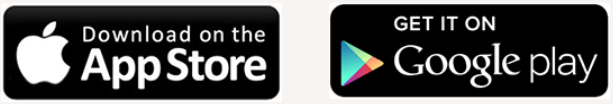 Download on the
App Store
GET IT ON
Google play